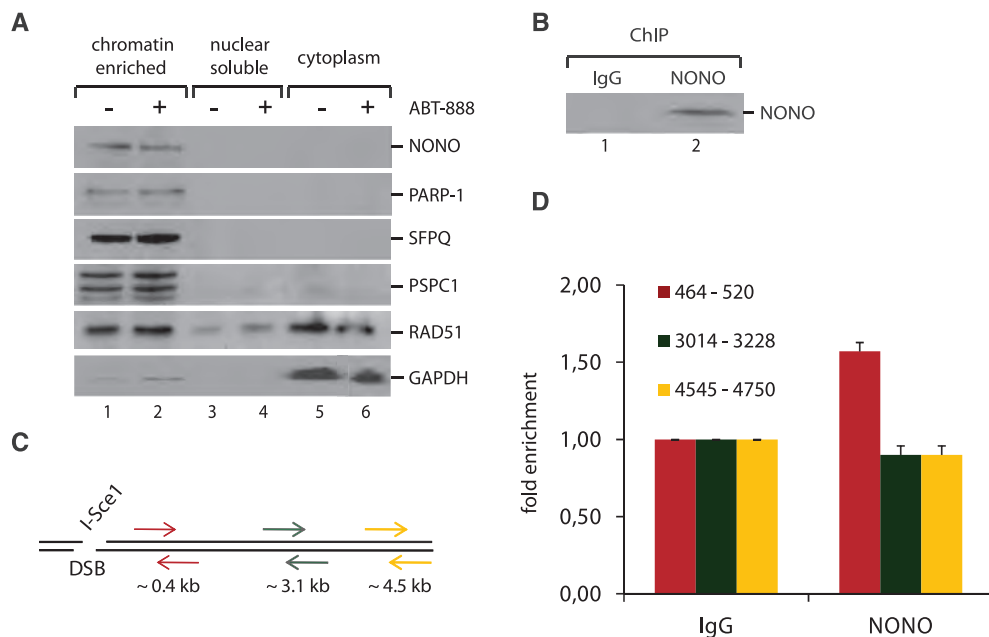 A
chromatin
enriched
nuclear
soluble
cytoplasm
- + - + - + ABT-888
NONO
PARP-1
SFPQ
PSPC1
RAD51
GAPDH
1 2 3 4 5 6
B
ChIP
IgG NONO
NONO
1 2
C
I-Sce1
DSB
~ 0.4 kb ~ 3.1 kb ~ 4.5 kb
D
2,00
1,50
1,00
0,50
0,00
fold enrichment
464 - 520
3014 - 3228
4545 - 4750
IgG NONO